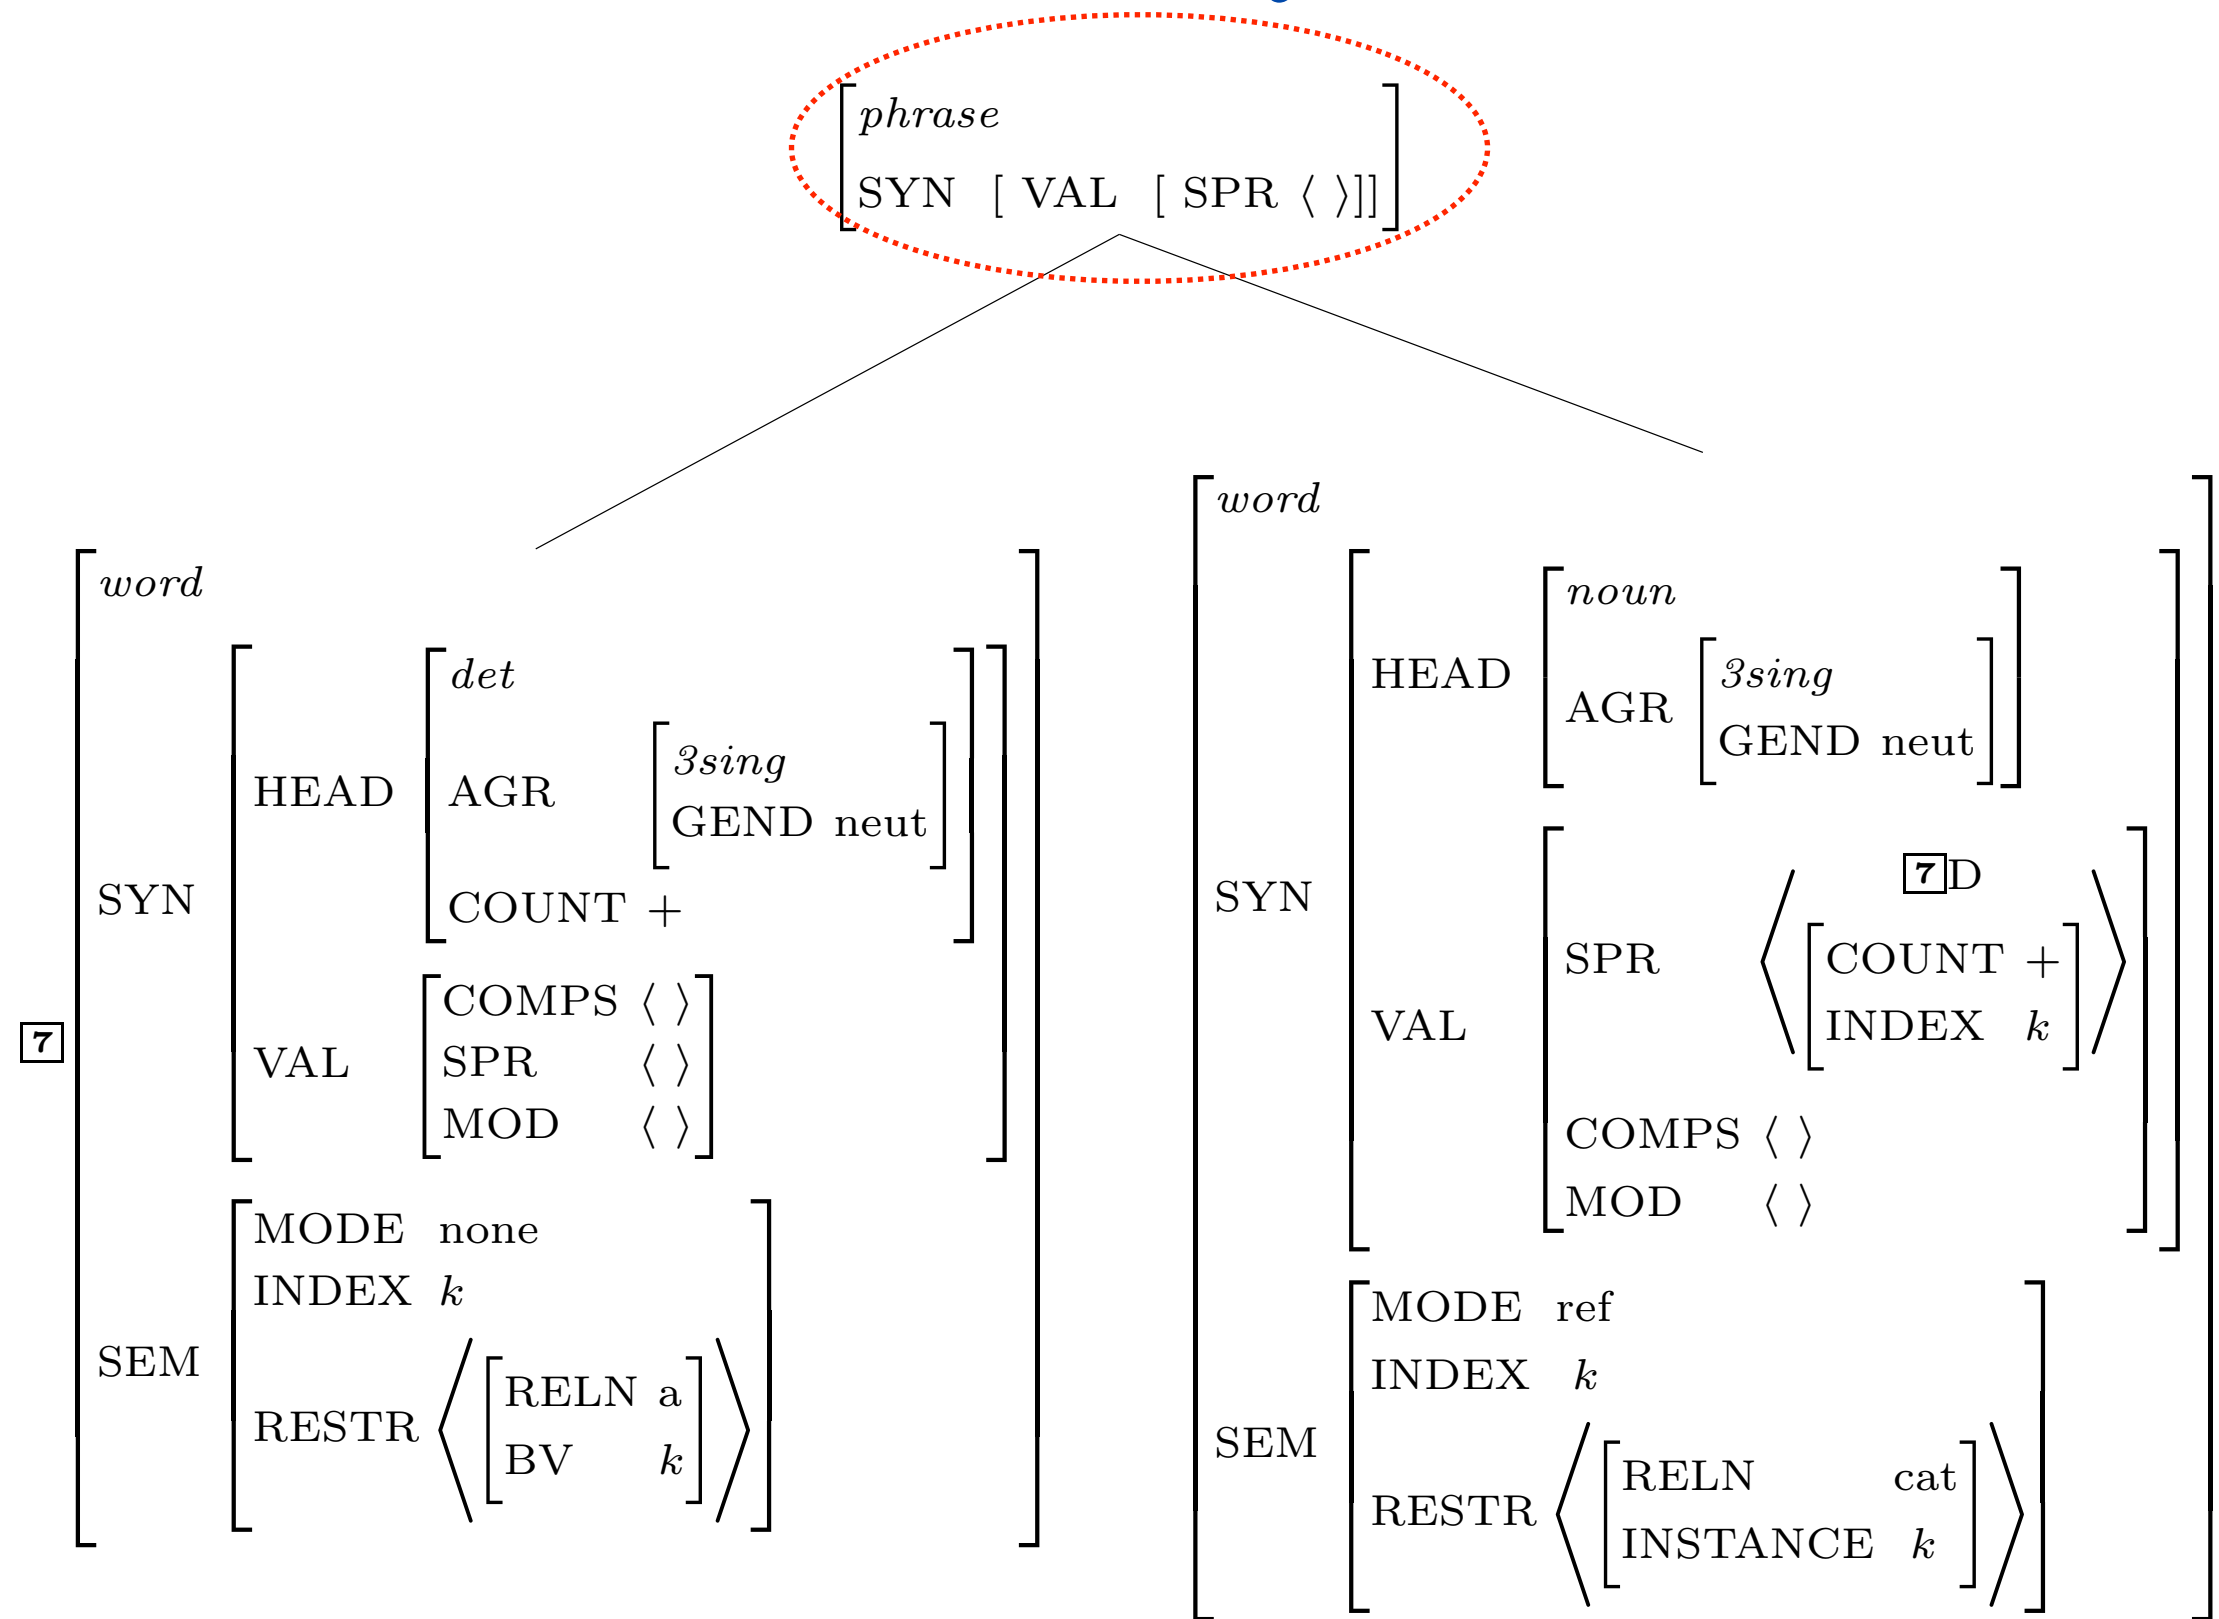 phrase
SYN [ VAL [ SPR ⟨ ⟩]]
word
SYN
HEAD
det
AGR
3sing
GEND neut
COUNT +
VAL
COMPS ⟨ ⟩
SPR ⟨ ⟩
MOD ⟨ ⟩
7
SEM
MODE none
INDEX k
RESTR
RELN a
BV k
word
SYN
HEAD
noun
AGR
3sing
GEND neut
VAL
SPR
7 D
COUNT +
INDEX k
COMPS ⟨ ⟩
MOD ⟨ ⟩
SEM
MODE ref
INDEX k
RESTR
RELN cat
INSTANCE k